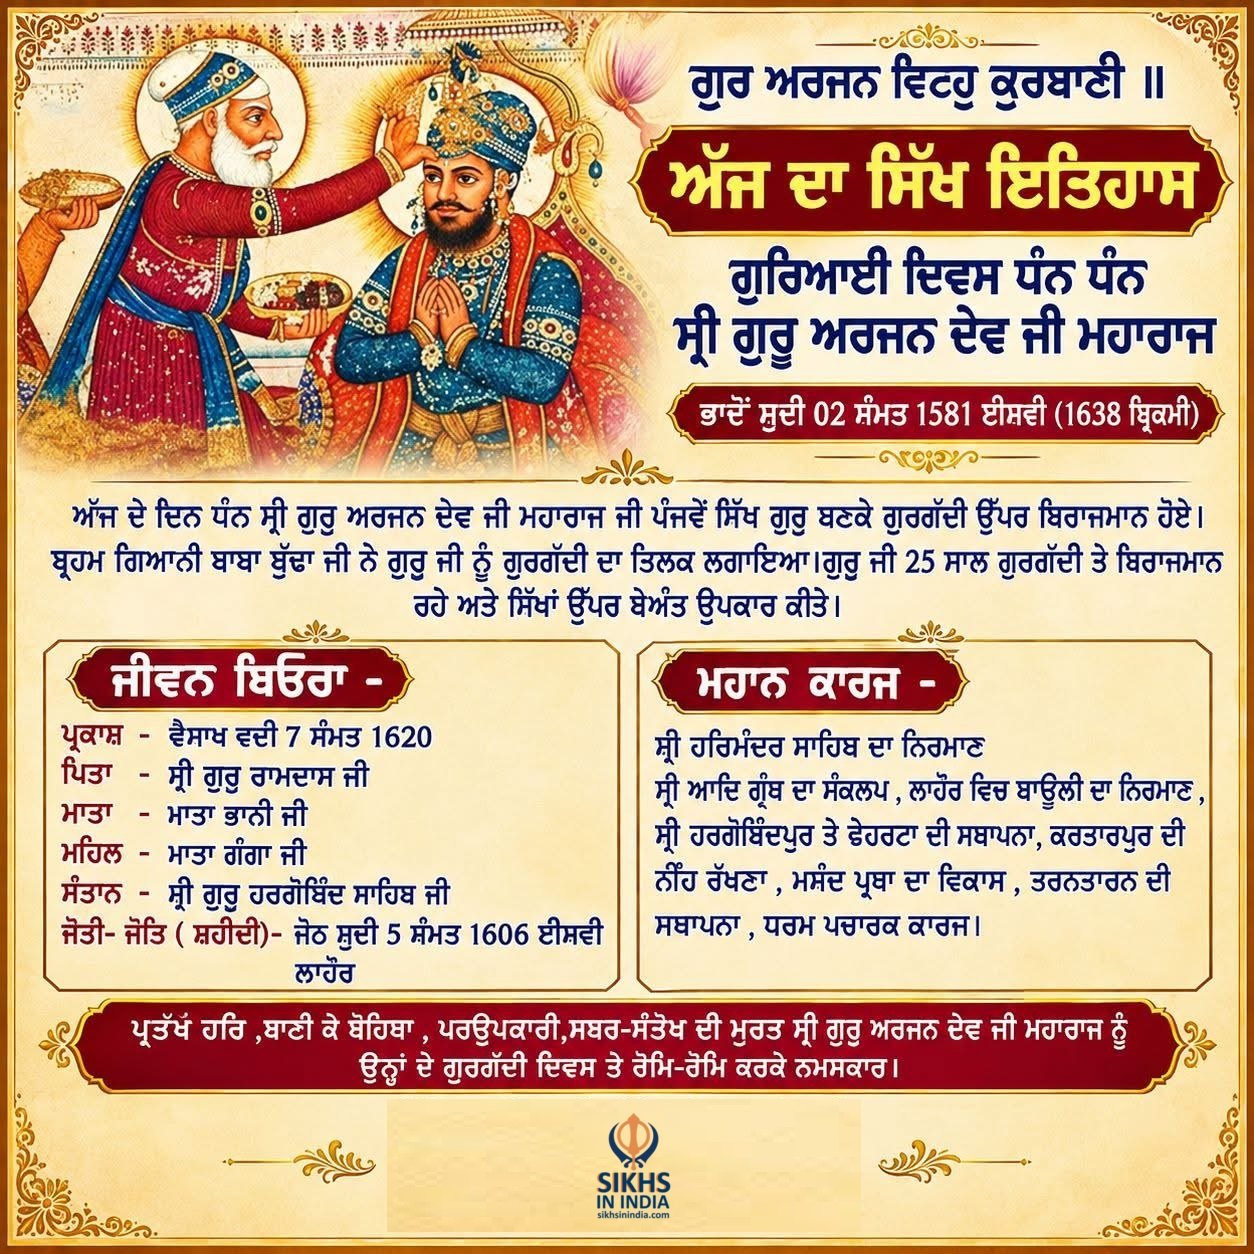 ਗੁਰ ਅਰਜਨ ਵਿਟਹੁ ਕੁਰਬਾਣੀ ॥
ਅੱਜ ਦਾ ਸਿੱਖ ਇਤਿਹਾਸ
ਗੁਰਿਆਈ ਦਿਵਸ ਧੰਨ ਧੰਨ
ਸ੍ਰੀ ਗੁਰੂ ਅਰਜਨ ਦੇਵ ਜੀ ਮਹਾਰਾਜ
ਭਾਦੋਂ ਸ਼ੁਦੀ 02 ਸੰਮਤ 1581 ਈਸ਼ਵੀ (1638 ਬ੍ਰਿਕਮੀ)
ਅੱਜ ਦੇ ਦਿਨ ਧੰਨ ਸ੍ਰੀ ਗੁਰੂ ਅਰਜਨ ਦੇਵ ਜੀ ਮਹਾਰਾਜ ਜੀ ਪੰਜਵੇਂ ਸਿੱਖ ਗੁਰੂ ਬਣਕੇ ਗੁਰਗੱਦੀ ਉੱਪਰ ਬਿਰਾਜਮਾਨ ਹੋਏ।
ਬ੍ਰਹਮ ਗਿਆਨੀ ਬਾਬਾ ਬੁੱਢਾ ਜੀ ਨੇ ਗੁਰੂ ਜੀ ਨੂੰ ਗੁਰਗੱਦੀ ਦਾ ਤਿਲਕ ਲਗਾਇਆ।ਗੁਰੂ ਜੀ 25 ਸਾਲ ਗੁਰਗੱਦੀ ਤੇ ਬਿਰਾਜਮਾਨ
ਰਹੇ ਅਤੇ ਸਿੱਖਾਂ ਉੱਪਰ ਬੇਅੰਤ ਉਪਕਾਰ ਕੀਤੇ।
ਜੀਵਨ ਬਿਓਰਾ -
ਪ੍ਰਕਾਸ਼ - ਵੈਸਾਖ ਵਦੀ 7 ਸੰਮਤ 1620
ਪਿਤਾ - ਸ੍ਰੀ ਗੁਰੂ ਰਾਮਦਾਸ ਜੀ
ਮਾਤਾ - ਮਾਤਾ ਭਾਨੀ ਜੀ
ਮਹਿਲ - ਮਾਤਾ ਗੰਗਾ ਜੀ
ਸੰਤਾਨ - ਸ਼੍ਰੀ ਗੁਰੂ ਹਰਗੋਬਿੰਦ ਸਾਹਿਬ ਜੀ
ਜੋਤੀ- ਜੋਤਿ ( ਸ਼ਹੀਦੀ)- ਜੋਠ ਸ਼ੁਦੀ 5 ਸ਼ੰਮਤ 1606 ਈਸ਼ਵੀ
ਲਾਹੌਰ
ਮਹਾਨ ਕਾਰਜ -
ਸ਼੍ਰੀ ਹਰਿਮੰਦਰ ਸਾਹਿਬ ਦਾ ਨਿਰਮਾਣ
ਸ੍ਰੀ ਆਦਿ ਗ੍ਰੰਥ ਦਾ ਸੰਕਲਪ , ਲਾਹੌਰ ਵਿਚ ਬਾਊਲੀ ਦਾ ਨਿਰਮਾਣ ,
ਸ਼੍ਰੀ ਹਰਗੋਬਿੰਦਪੁਰ ਤੇ ਛੇਹਰਟਾ ਦੀ ਸਥਾਪਨਾ, ਕਰਤਾਰਪੁਰ ਦੀ
ਨੀਂਹ ਰੱਖਣਾ , ਮਸੰਦ ਪ੍ਰਥਾ ਦਾ ਵਿਕਾਸ , ਤਰਨਤਾਰਨ ਦੀ
ਸਥਾਪਨਾ , ਧਰਮ ਪਚਾਰਕ ਕਾਰਜ।
ਪ੍ਰਤੱਖੰ ਹਰਿ ,ਬਾਣੀ ਕੇ ਬੋਹਿਥਾ , ਪਰਉਪਕਾਰੀ,ਸਬਰ-ਸੰਤੋਖ ਦੀ ਮੂਰਤ ਸ੍ਰੀ ਗੁਰੂ ਅਰਜਨ ਦੇਵ ਜੀ ਮਹਾਰਾਜ ਨੂੰ
ਉਨ੍ਹਾਂ ਦੇ ਗੁਰਗੱਦੀ ਦਿਵਸ ਤੇ ਰੋਮਿ-ਰੋਮਿ ਕਰਕੇ ਨਮਸਕਾਰ।
SIKHS
IN INDIA
sikhsinindia.com